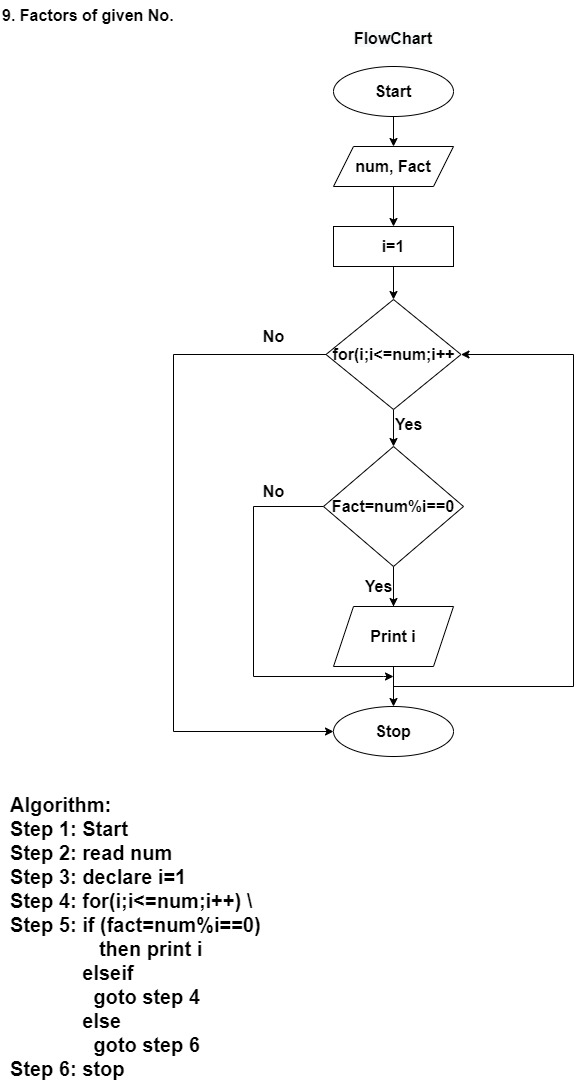 9. Factors of given No.
FlowChart
Start
num, Fact
i=1
No
for(i;i<=num;i++
Yes
No
Fact=num%i==0
Yes
Print i
Stop
Algorithm:
Step 1: Start
Step 2: read num
Step 3: declare i=1
Step 4: for(i;i<=num;i++) \
Step 5: if (fact=num%i==0)
then print i
elseif
goto step 4
else
goto step 6
Step 6: stop